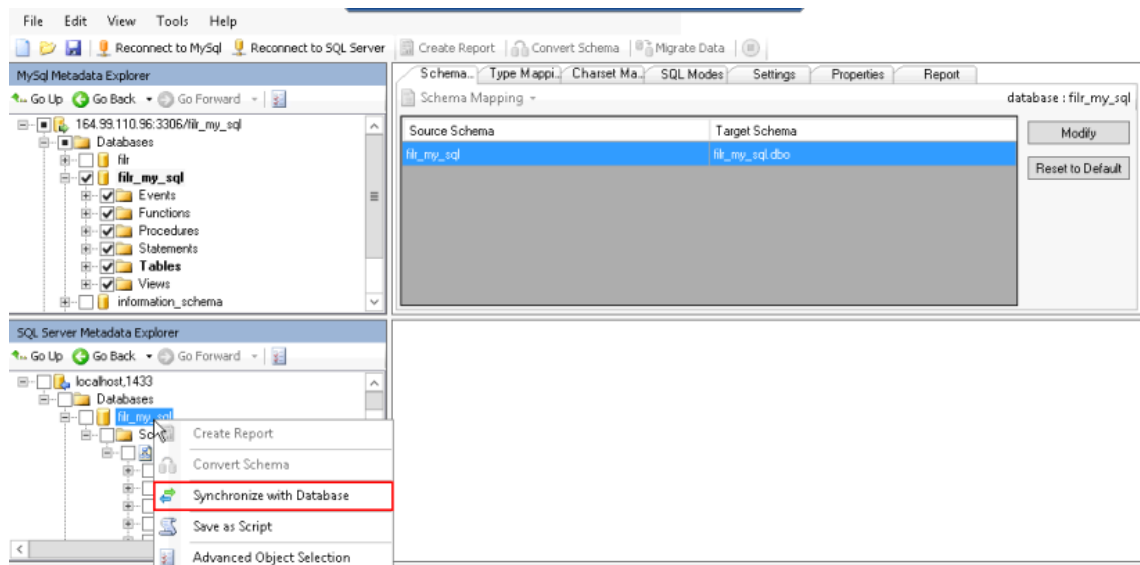 File Edit View Tools Help
Reconnect to MySql Reconnect to SQL Server Create Report Convert Schema Migrate Data
MySql Metadata Explorer
Go Up Go Back Go Forward
164.99.110.96:3306/filr_my_sql
Databases
filr
filr_my_sql
Events
Functions
Procedures
Statements
Tables
Views
information_schema
Schema... Type Mappi... Charset Ma... SQL Modes Settings Properties Report
Schema Mapping database : filr_my_sql
Source Schema Target Schema
filr_my_sql filr_my_sql.dbo
Modify
Reset to Default
SQL Server Metadata Explorer
Go Up Go Back Go Forward
localhost,1433
Databases
filr_my_sql
Create Report
Convert Schema
Synchronize with Database
Save as Script
Advanced Object Selection